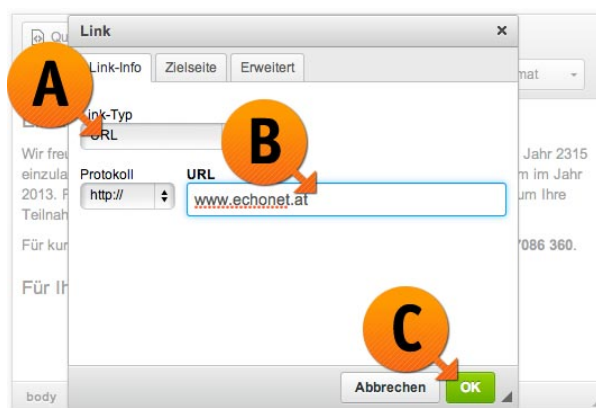 Qu
Link
×
Link-Info
Zielseite
Erweitert
mat
A
Link-Typ
URL
B
Wir freu
Jahr 2315
einzula
m im Jahr
2013. F
um Ihre
Teilnah
Protokoll
URL
http://
www.echonet.at
Für kur
7086 360.
Für Ih
C
Abbrechen
OK
body